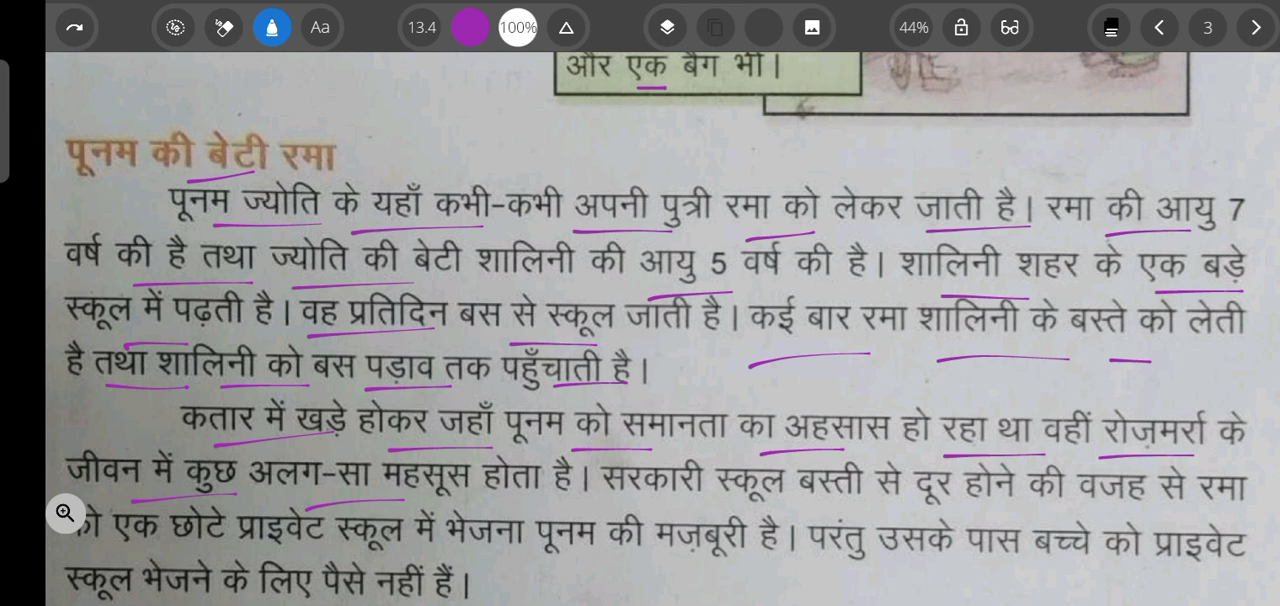 Aa
13.4
100%
44%
3
और एक बैग भी।
पूनम की बेटी रमा
पूनम ज्योति के यहाँ कभी-कभी अपनी पुत्री रमा को लेकर जाती है। रमा की आयु 7
वर्ष की है तथा ज्योति की बेटी शालिनी की आयु 5 वर्ष की है। शालिनी शहर के एक बड़े
स्कूल में पढ़ती है। वह प्रतिदिन बस से स्कूल जाती है। कई बार रमा शालिनी के बस्ते को लेती
है तथा शालिनी को बस पड़ाव तक पहुँचाती है।
कतार में खड़े होकर जहाँ पूनम को समानता का अहसास हो रहा था वहीं रोज़मर्रा के
जीवन में कुछ अलग-सा महसूस होता है। सरकारी स्कूल बस्ती से दूर होने की वजह से रमा
को एक छोटे प्राइवेट स्कूल में भेजना पूनम की मज़बूरी है। परंतु उसके पास बच्चे को प्राइवेट
स्कूल भेजने के लिए पैसे नहीं हैं।